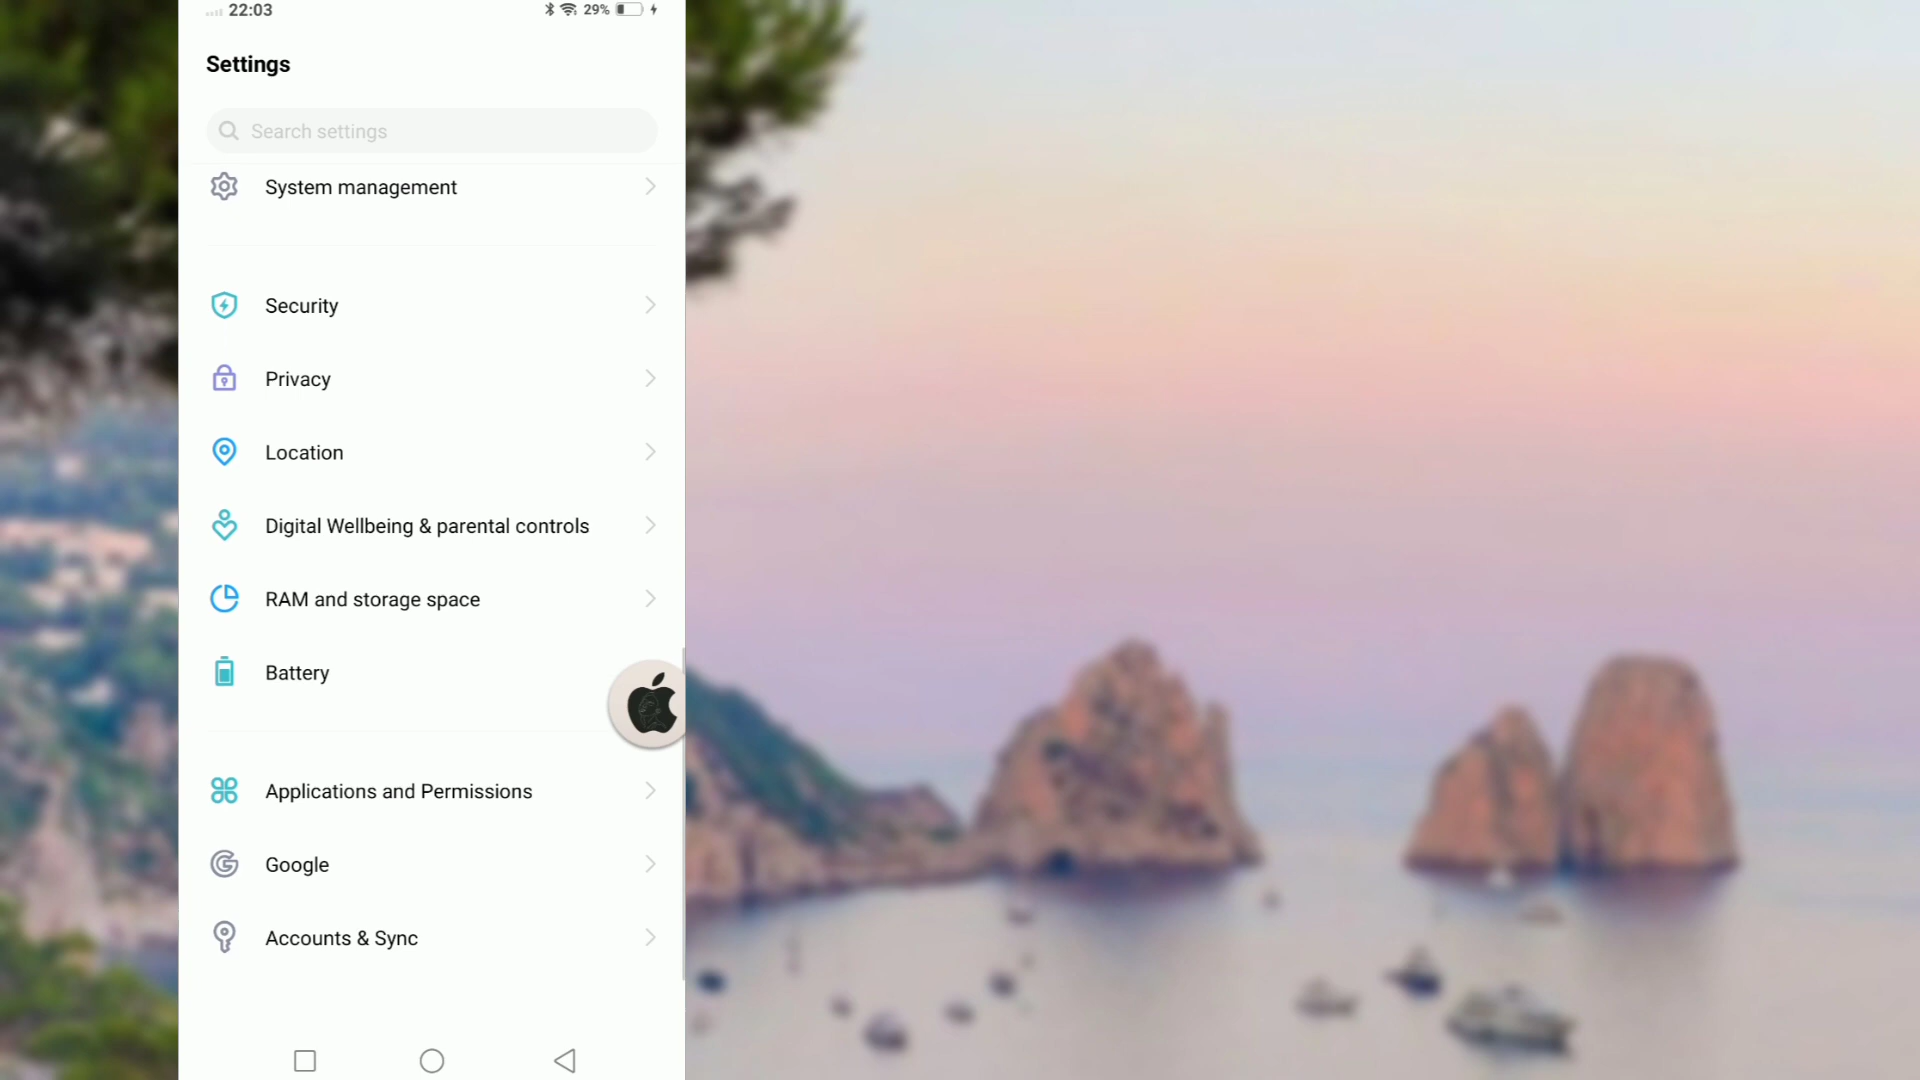 22:03
29%
Settings
Search settings
System management
Security
Privacy
Location
Digital Wellbeing & parental controls
RAM and storage space
Battery
Applications and Permissions
Google
Accounts & Sync